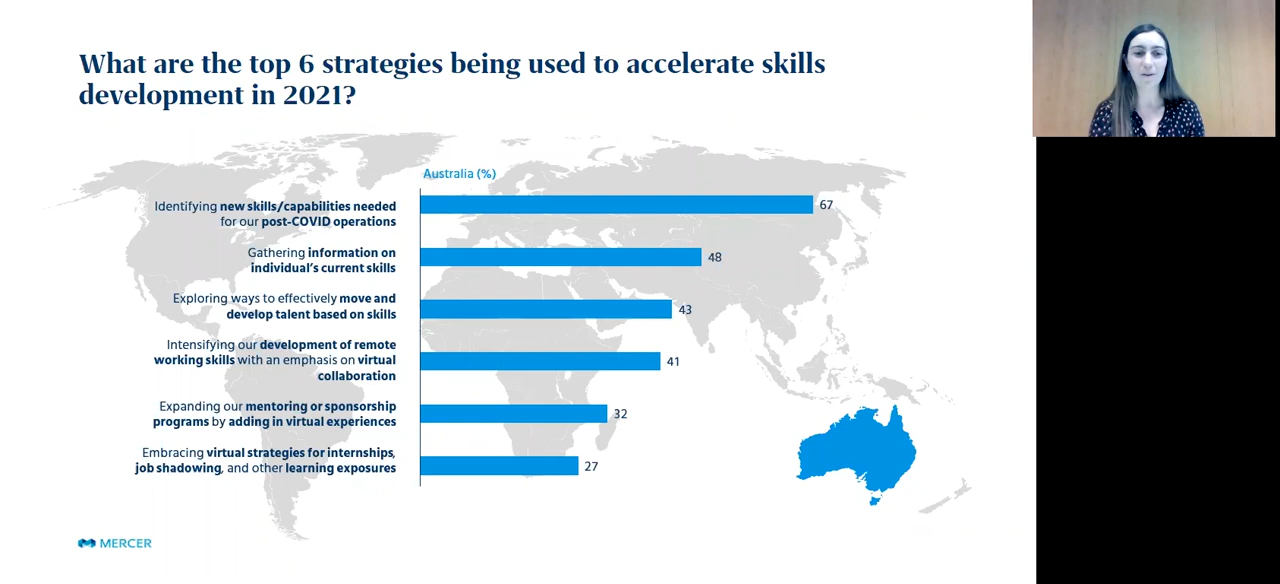 What are the top 6 strategies being used to accelerate skills
development in 2021?
Australia (%)
Identifying new skills/capabilities needed
for our post-COVID operations
67
Gathering information on
individual's current skills
48
Exploring ways to effectively move and
develop talent based on skills
43
Intensifying our development of remote
working skills with an emphasis on virtual
collaboration
41
Expanding our mentoring or sponsorship
programs by adding in virtual experiences
32
Embracing virtual strategies for internships,
job shadowing, and other learning exposures
27
MERCER